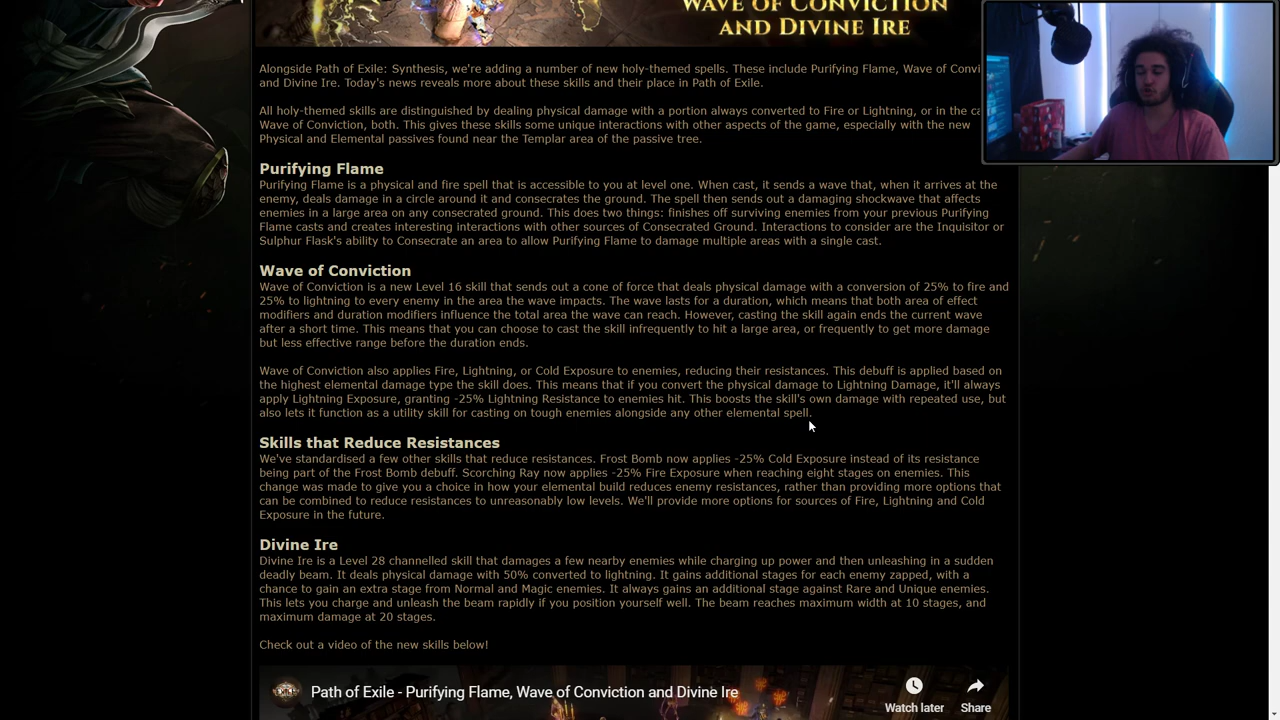 WAVE OF CONVICTION
AND DIVINE IRE
Alongside Path of Exile: Synthesis, we're adding a number of new holy-themed spells. These include Purifying Flame, Wave of
and Divine Ire. Today's news reveals more about these skills and their place in Path of Exile.
All holy-themed skills are distinguished by dealing physical damage with a portion always converted to Fire or Lightning, or in the
Wave of Conviction, both. This gives these skills some unique interactions with other aspects of the game, especially with the new
Physical and Elemental passives found near the Templar area of the passive tree.
Purifying Flame
Purifying Flame is a physical and fire spell that is accessible to you at level one. When cast, it sends a wave that, when it arrives at the
enemy, deals damage in a circle around it and consecrates the ground. The spell then sends out a damaging shockwave that affects
enemies in a large area on any consecrated ground. This does two things: finishes off surviving enemies from your previous Purifying
Flame casts and creates interesting interactions with other sources of Consecrated Ground. Interactions to consider are the Inquisitor or
Sulphur Flask's ability to Consecrate an area to allow Purifying Flame to damage multiple areas with a single cast.
Wave of Conviction
Wave of Conviction is a new Level 16 skill that sends out a cone of force that deals physical damage with a conversion of 25% to fire and
25% to lightning to every enemy in the area the wave impacts. The wave lasts for a duration, which means that both area of effect
modifiers and duration modifiers influence the total area the wave can reach. However, casting the skill again ends the current wave
after a short time. This means that you can choose to cast the skill infrequently to hit a large area, or frequently to get more damage
but less effective range before the duration ends.
Wave of Conviction also applies Fire, Lightning, or Cold Exposure to enemies, reducing their resistances. This debuff is applied based on
the highest elemental damage type the skill does. This means that if you convert the physical damage to Lightning Damage, it'll always
apply Lightning Exposure, granting -25% Lightning Resistance to enemies hit. This boosts the skill's own damage with repeated use, but
also lets it function as a utility skill for casting on tough enemies alongside any other elemental spell.
Skills that Reduce Resistances
We've standardised a few other skills that reduce resistances. Frost Bomb now applies -25% Cold Exposure instead of its resistance
being part of the Frost Bomb debuff. Scorching Ray now applies -25% Fire Exposure when reaching eight stages on enemies. This
change was made to give you a choice in how your elemental build reduces enemy resistances, rather than providing more options that
can be combined to reduce resistances to unreasonably low levels. We'll provide more options for sources of Fire, Lightning and Cold
Exposure in the future.
Divine Ire
Divine Ire is a Level 28 channelled skill that damages a few nearby enemies while charging up power and then unleashing in a sudden
deadly beam. It deals physical damage with 50% converted to lightning. It gains additional stages for each enemy zapped, with a
chance to gain an extra stage from Normal and Magic enemies. It always gains an additional stage against Rare and Unique enemies.
This lets you charge and unleash the beam rapidly if you position yourself well. The beam reaches maximum width at 10 stages, and
maximum damage at 20 stages.
Check out a video of the new skills below!
Path of Exile - Purifying Flame, Wave of Conviction and Divine Ire
Watch later
Share